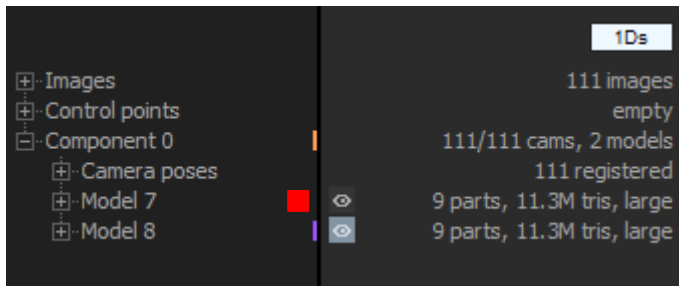 1Ds
Images 111 images
Control points empty
Component 0 111/111 cams, 2 models
Camera poses 111 registered
Model 7 9 parts, 11.3M tris, large
Model 8 9 parts, 11.3M tris, large